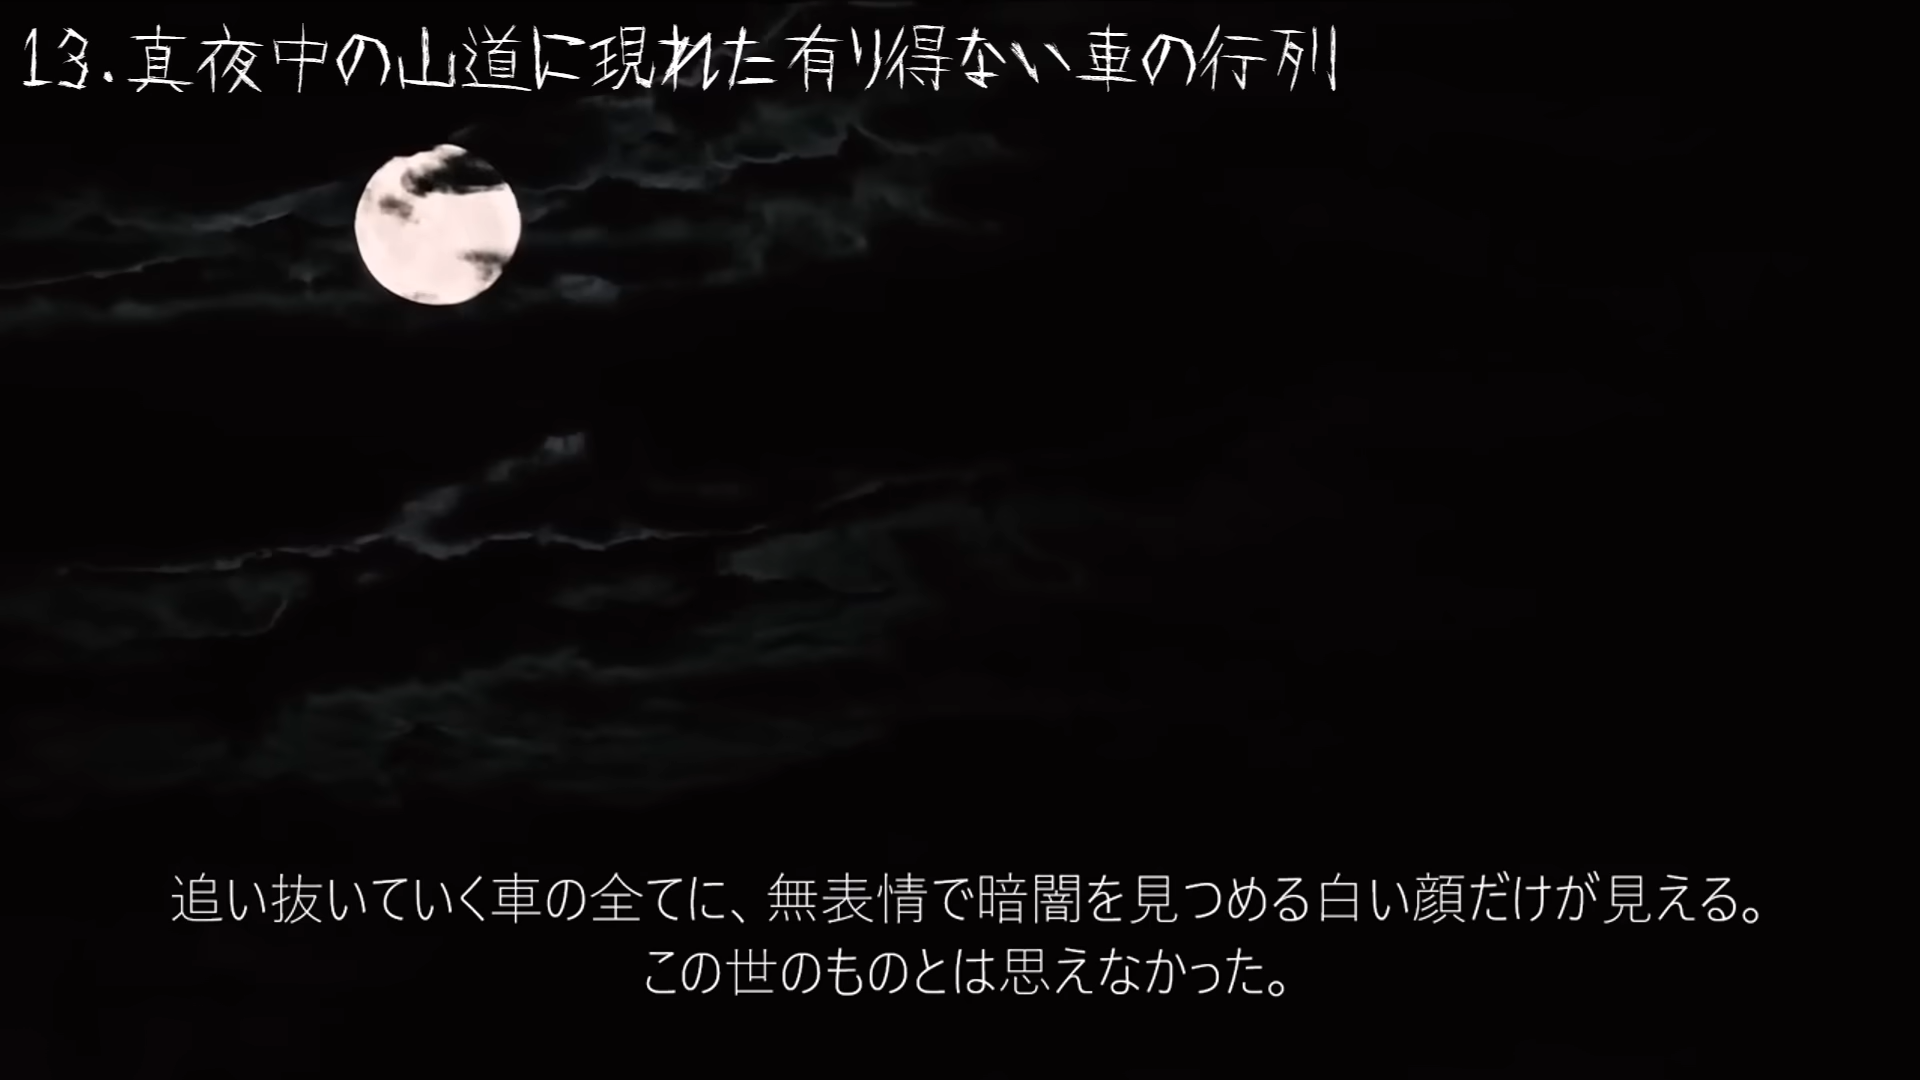 13.真夜中の山道に現れた有り得ない車の行列
追い抜いていく車の全てに、無表情で暗闇を見つめる白い顔だけが見える。
この世のものとは思えなかった。